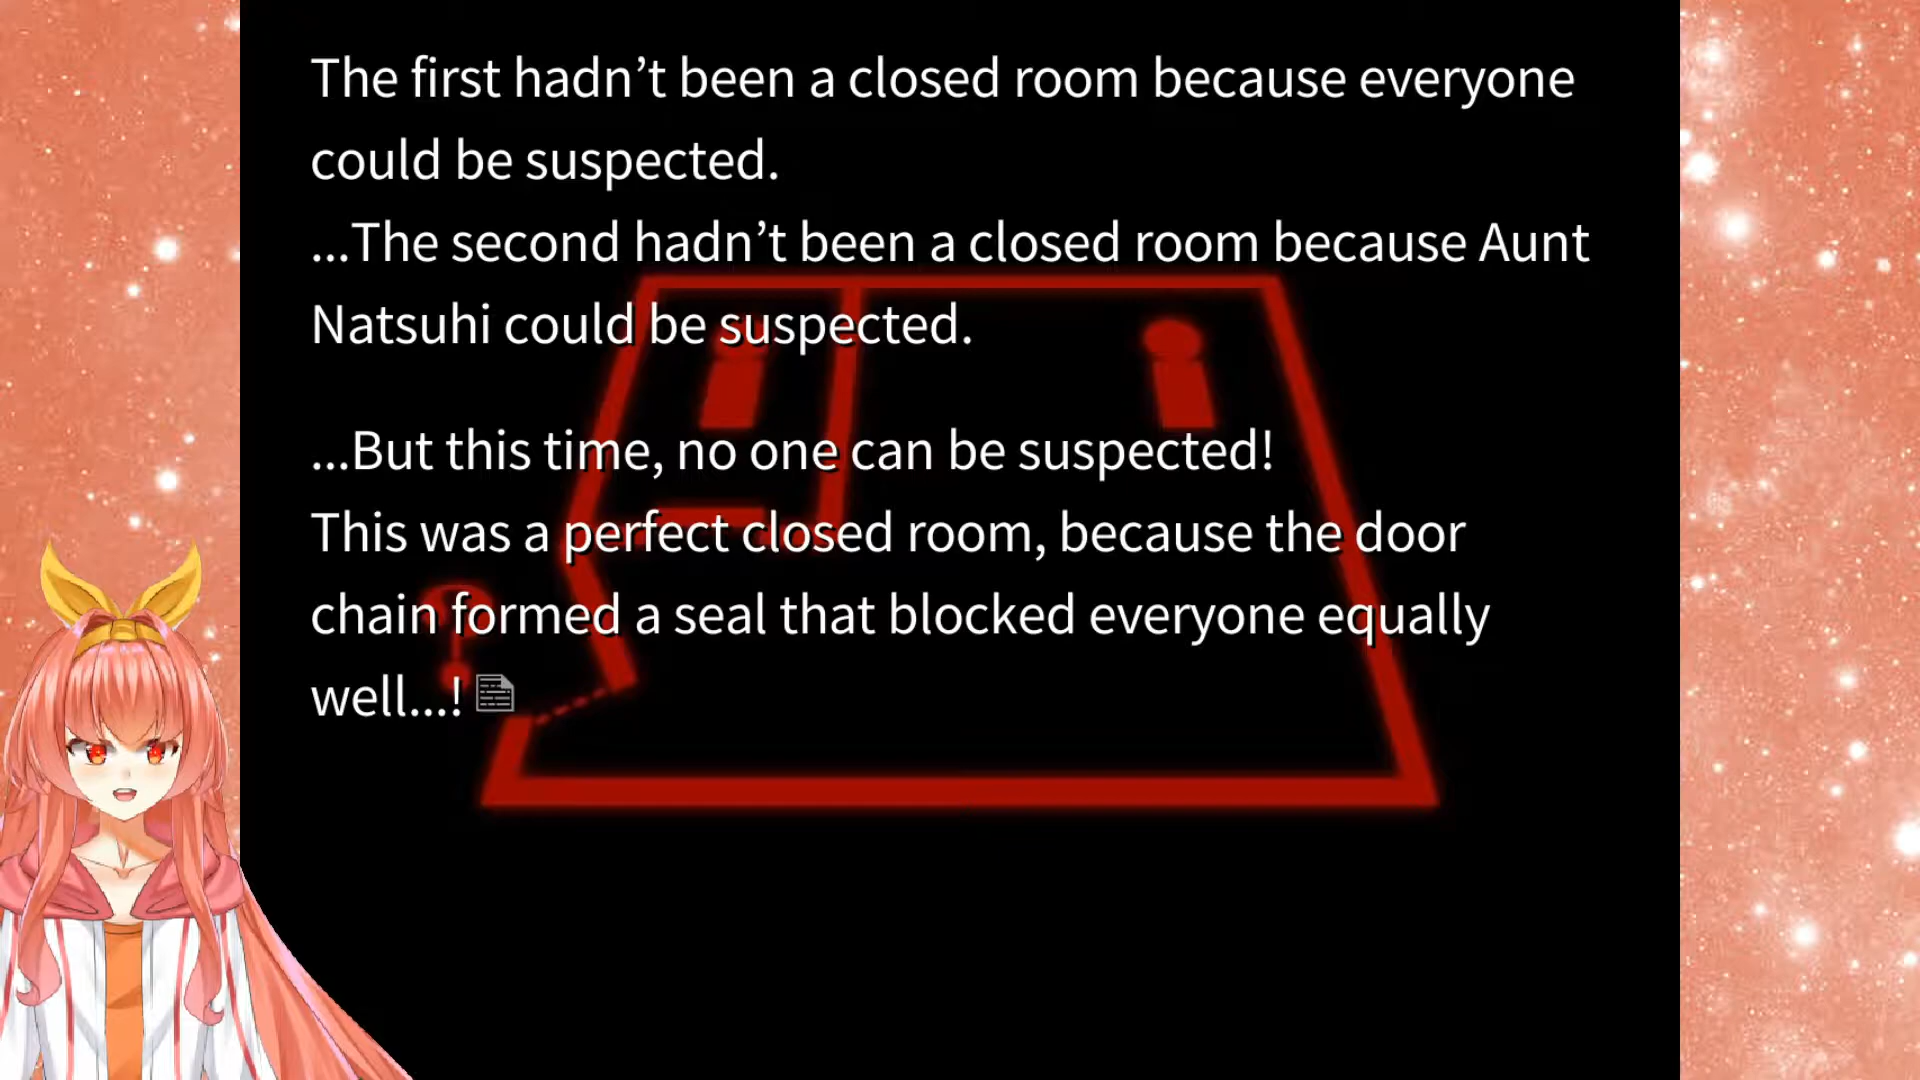 The first hadn’t been a closed room because everyone
could be suspected.
...The second hadn’t been a closed room because Aunt
Natsuhi could be suspected.
...But this time, no one can be suspected!
This was a perfect closed room, because the door
chain formed a seal that blocked everyone equally
well...!